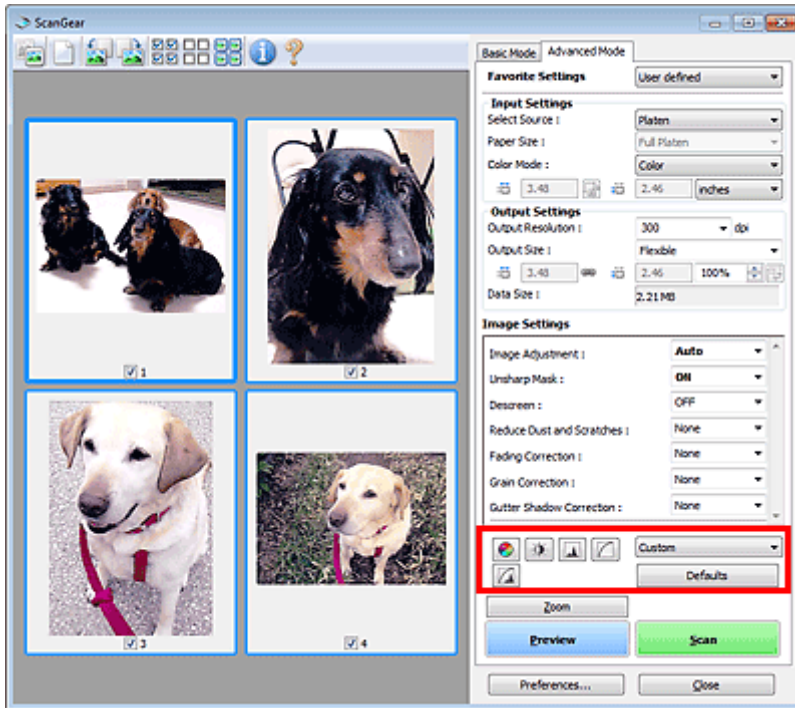 ScanGear
Basic Mode Advanced Mode
Favorite Settings User defined
Input Settings
Select Source : Platen
Paper Size : Full Platen
Color Mode : Color
3.48 2.46 inches
Output Settings
Output Resolution : 300 dpi
Output Size : Flexible
3.48 2.46 100%
Data Size : 2.21 MB
Image Settings
Image Adjustment : Auto
Unsharp Mask : ON
Descreen : OFF
Reduce Dust and Scratches : None
Fading Correction : None
Grain Correction : None
Gutter Shadow Correction : None
Custom
Defaults
Zoom
Preview Scan
Preferences... Close
1
2
3
4